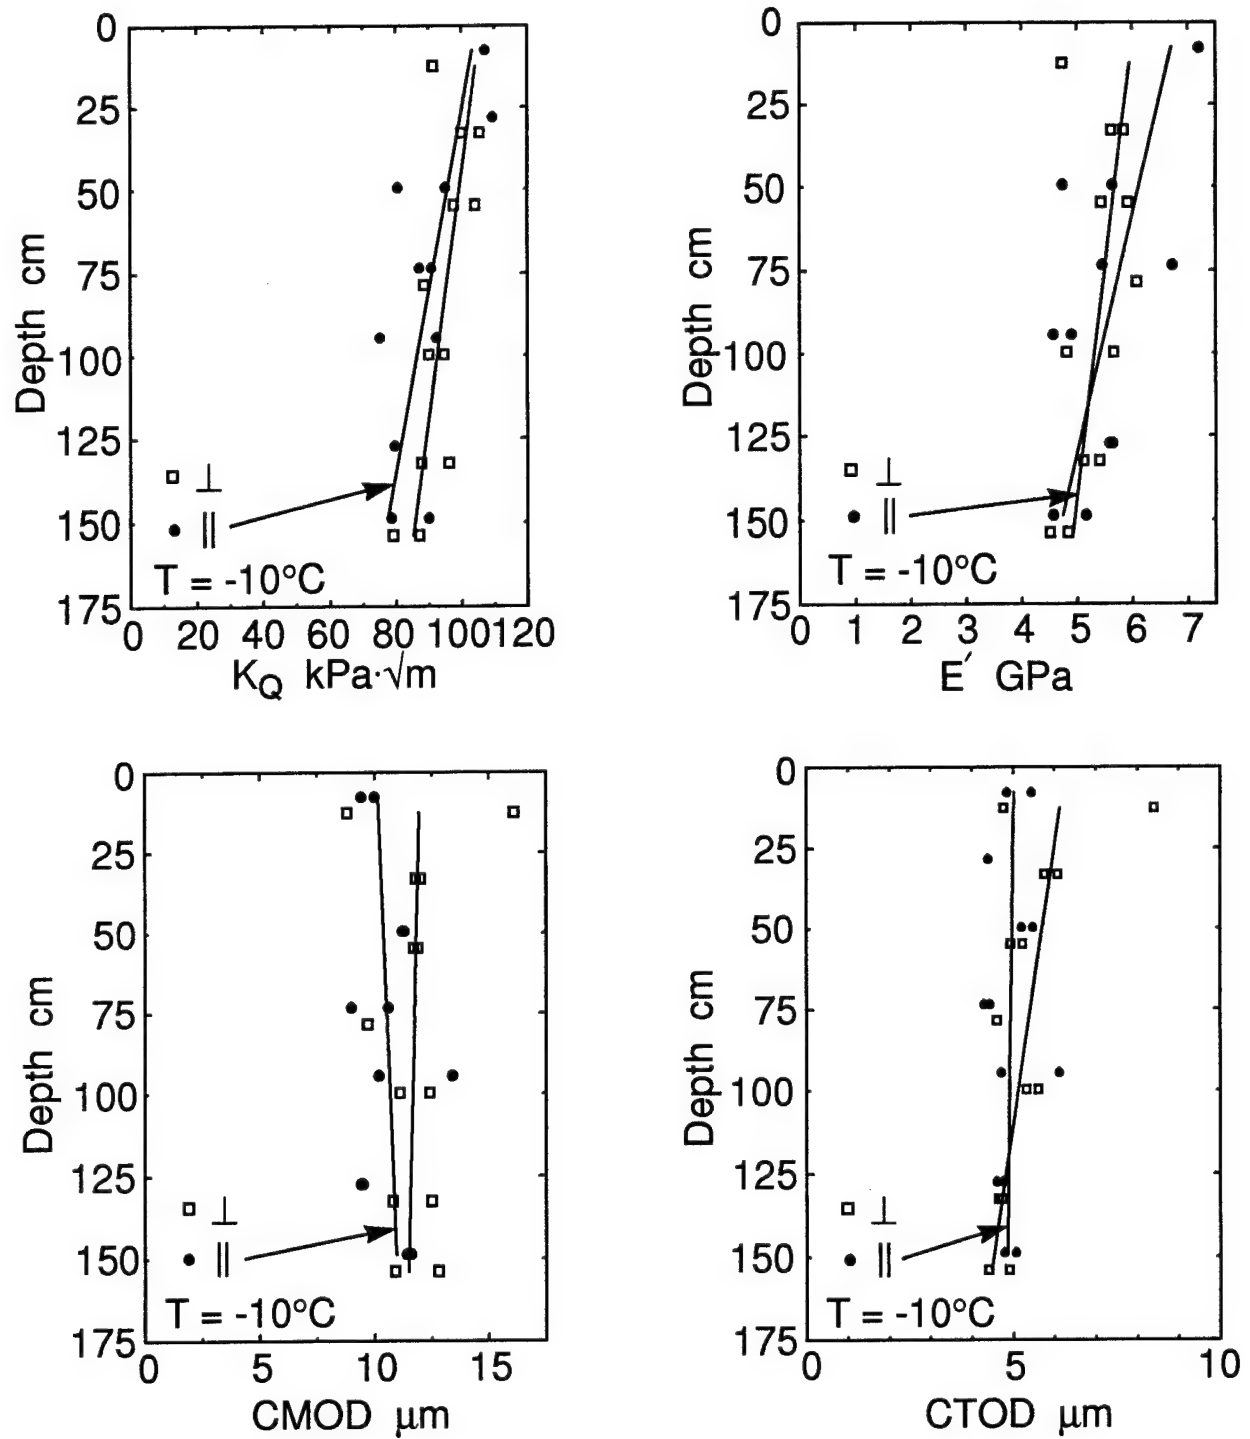 0
25
50
75
100
125
150
175
Depth cm
□ ⊥
● ||
T = -10°C
0 20 40 60 80 100 120
K_Q kPa·√m
0
25
50
75
100
125
150
175
Depth cm
□ ⊥
● ||
T = -10°C
0 1 2 3 4 5 6 7
E′ GPa
0
25
50
75
100
125
150
175
Depth cm
□ ⊥
● ||
T = -10°C
0 5 10 15
CMOD μm
0
25
50
75
100
125
150
175
Depth cm
□ ⊥
● ||
T = -10°C
0 5 10
CTOD μm